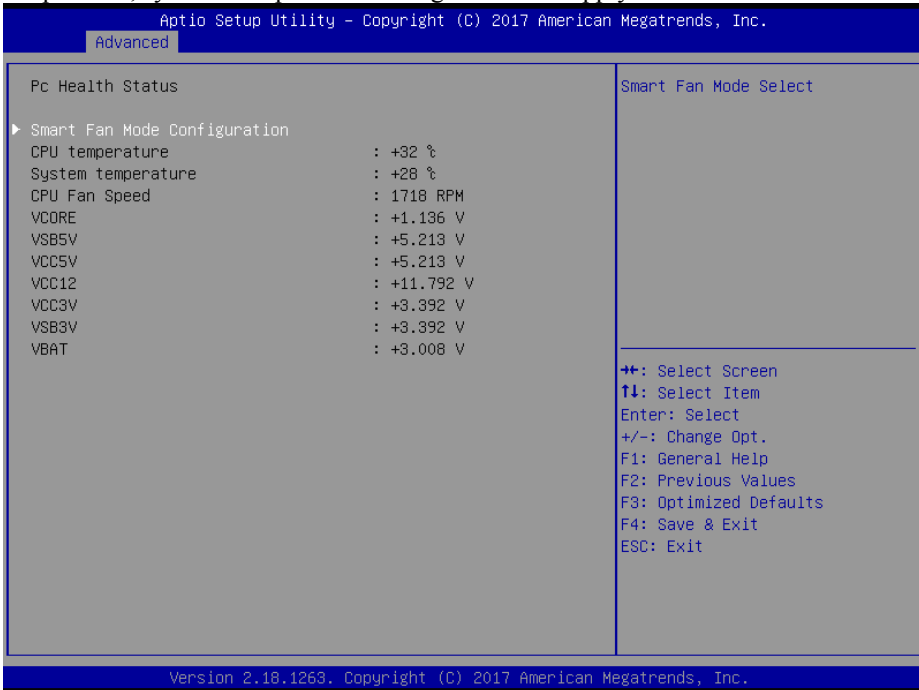 Aptio Setup Utility – Copyright (C) 2017 American Megatrends, Inc.
Advanced
Pc Health Status
Smart Fan Mode Configuration
CPU temperature : +32 ℃
System temperature : +28 ℃
CPU Fan Speed : 1718 RPM
VCORE : +1.136 V
VSB5V : +5.213 V
VCC5V : +5.213 V
VCC12 : +11.792 V
VCC3V : +3.392 V
VSB3V : +3.392 V
VBAT : +3.008 V
Smart Fan Mode Select
→←: Select Screen
↑↓: Select Item
Enter: Select
+/-: Change Opt.
F1: General Help
F2: Previous Values
F3: Optimized Defaults
F4: Save & Exit
ESC: Exit
Version 2.18.1263. Copyright (C) 2017 American Megatrends, Inc.